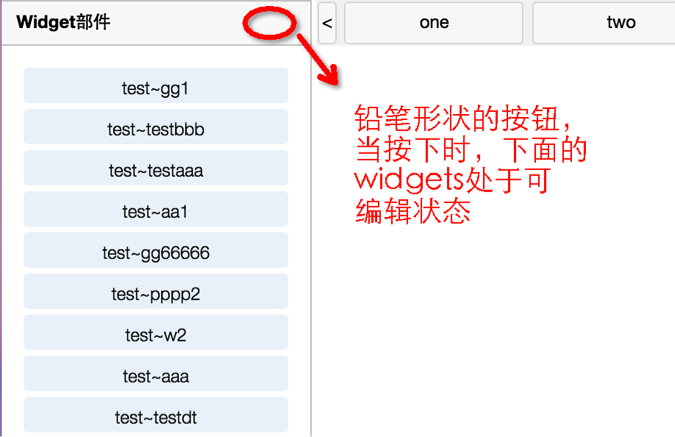 Widget部件
< one two
test~gg1
test~testbbb
test~testaaa
test~aa1
test~gg66666
test~pppp2
test~w2
test~aaa
test~testdt
铅笔形状的按钮，
当按下时，下面的
widgets处于可
编辑状态